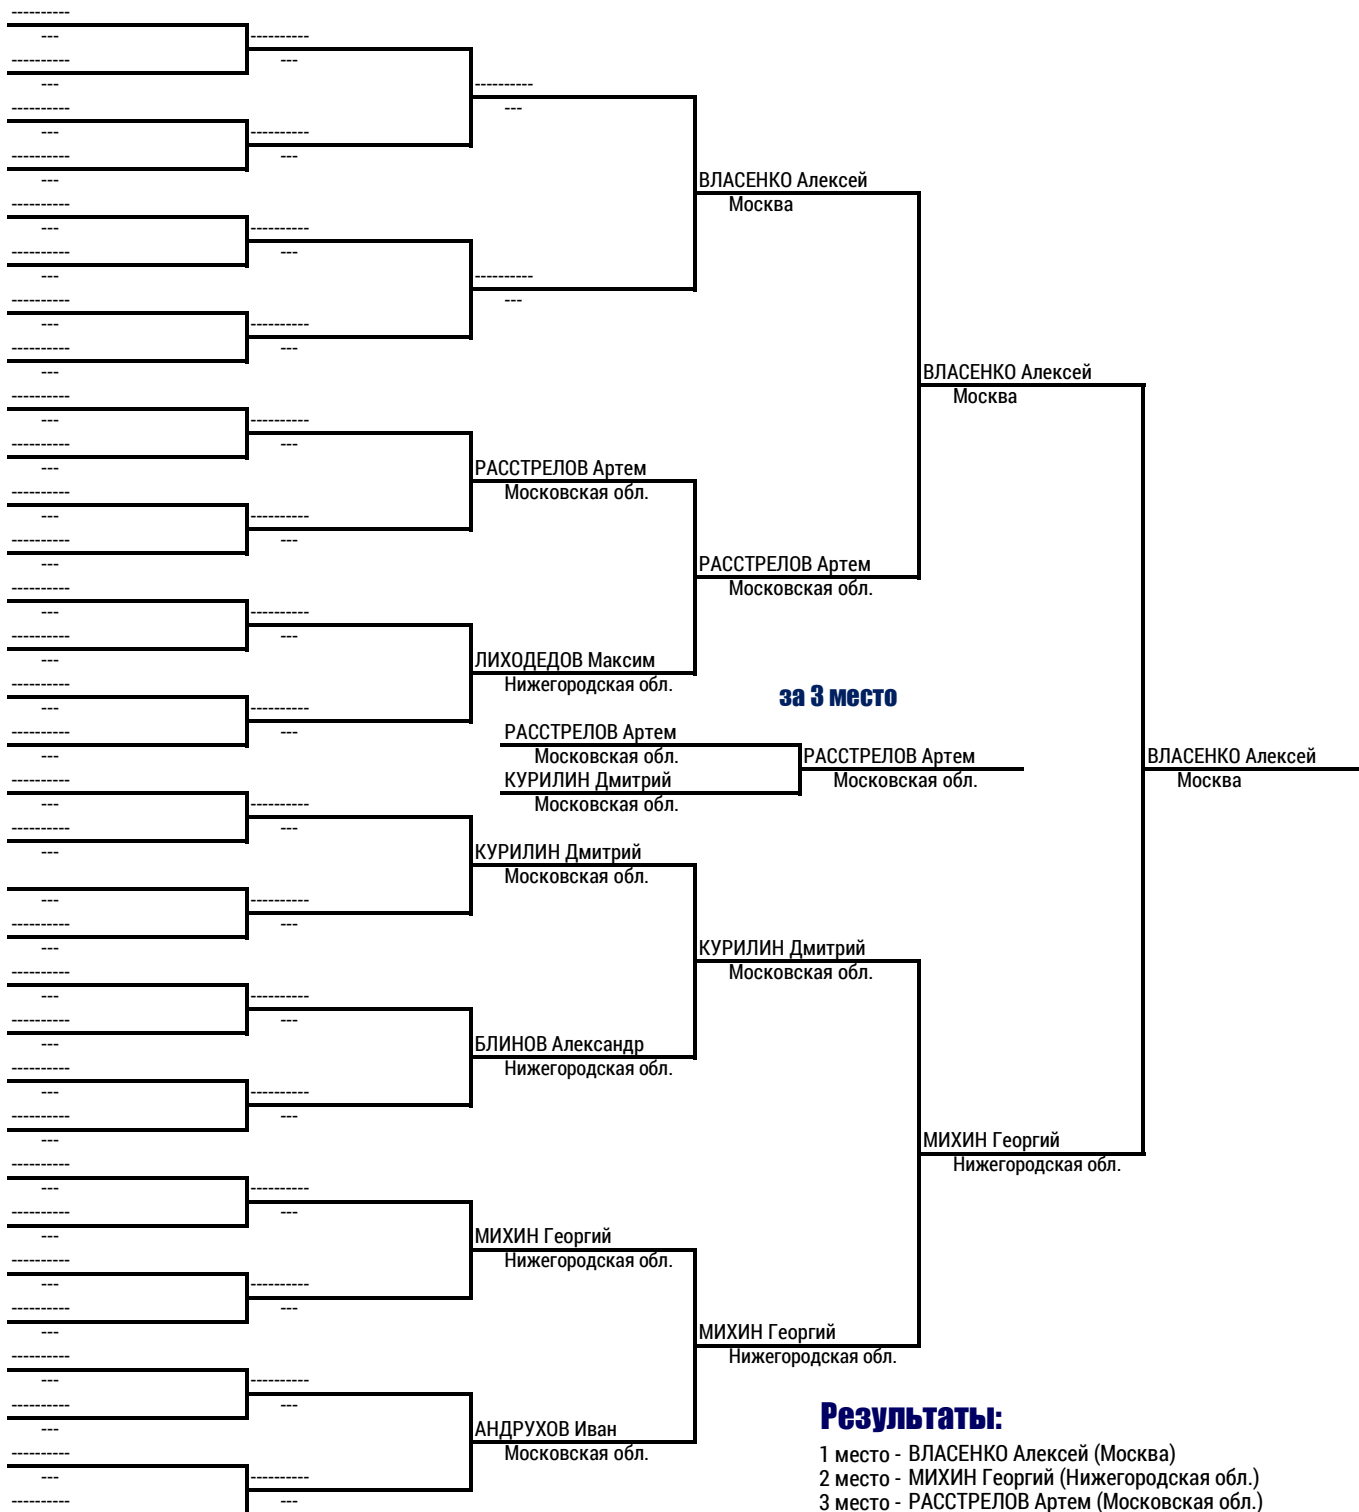 ----------
---
----------
----------
---
---
----------
----------
---
---
----------
----------
---
---
ВЛАСЕНКО Алексей
Москва
----------
---
----------
----------
---
---
----------
---
----------
---
----------
----------
---
---
ВЛАСЕНКО Алексей
Москва
----------
---
----------
----------
---
---
РАССТРЕЛОВ Артем
Московская обл.
----------
---
----------
----------
---
---
РАССТРЕЛОВ Артем
Московская обл.
----------
---
----------
----------
---
---
ЛИХОДЕДОВ Максим
Нижегородская обл.
----------
---
----------
----------
---
---
за 3 место
РАССТРЕЛОВ Артем
Московская обл.
КУРИЛИН Дмитрий
Московская обл.
РАССТРЕЛОВ Артем
Московская обл.
ВЛАСЕНКО Алексей
Москва
----------
---
----------
----------
---
---
КУРИЛИН Дмитрий
Московская обл.
---
----------
----------
---
---
КУРИЛИН Дмитрий
Московская обл.
----------
---
----------
----------
---
---
БЛИНОВ Александр
Нижегородская обл.
----------
---
----------
----------
---
---
МИХИН Георгий
Нижегородская обл.
----------
---
----------
----------
---
---
МИХИН Георгий
Нижегородская обл.
----------
---
----------
----------
---
---
МИХИН Георгий
Нижегородская обл.
----------
---
----------
----------
---
---
АНДРУХОВ Иван
Московская обл.
----------
---
----------
----------
---
Результаты:
1 место - ВЛАСЕНКО Алексей (Москва)
2 место - МИХИН Георгий (Нижегородская обл.)
3 место - РАССТРЕЛОВ Артем (Московская обл.)